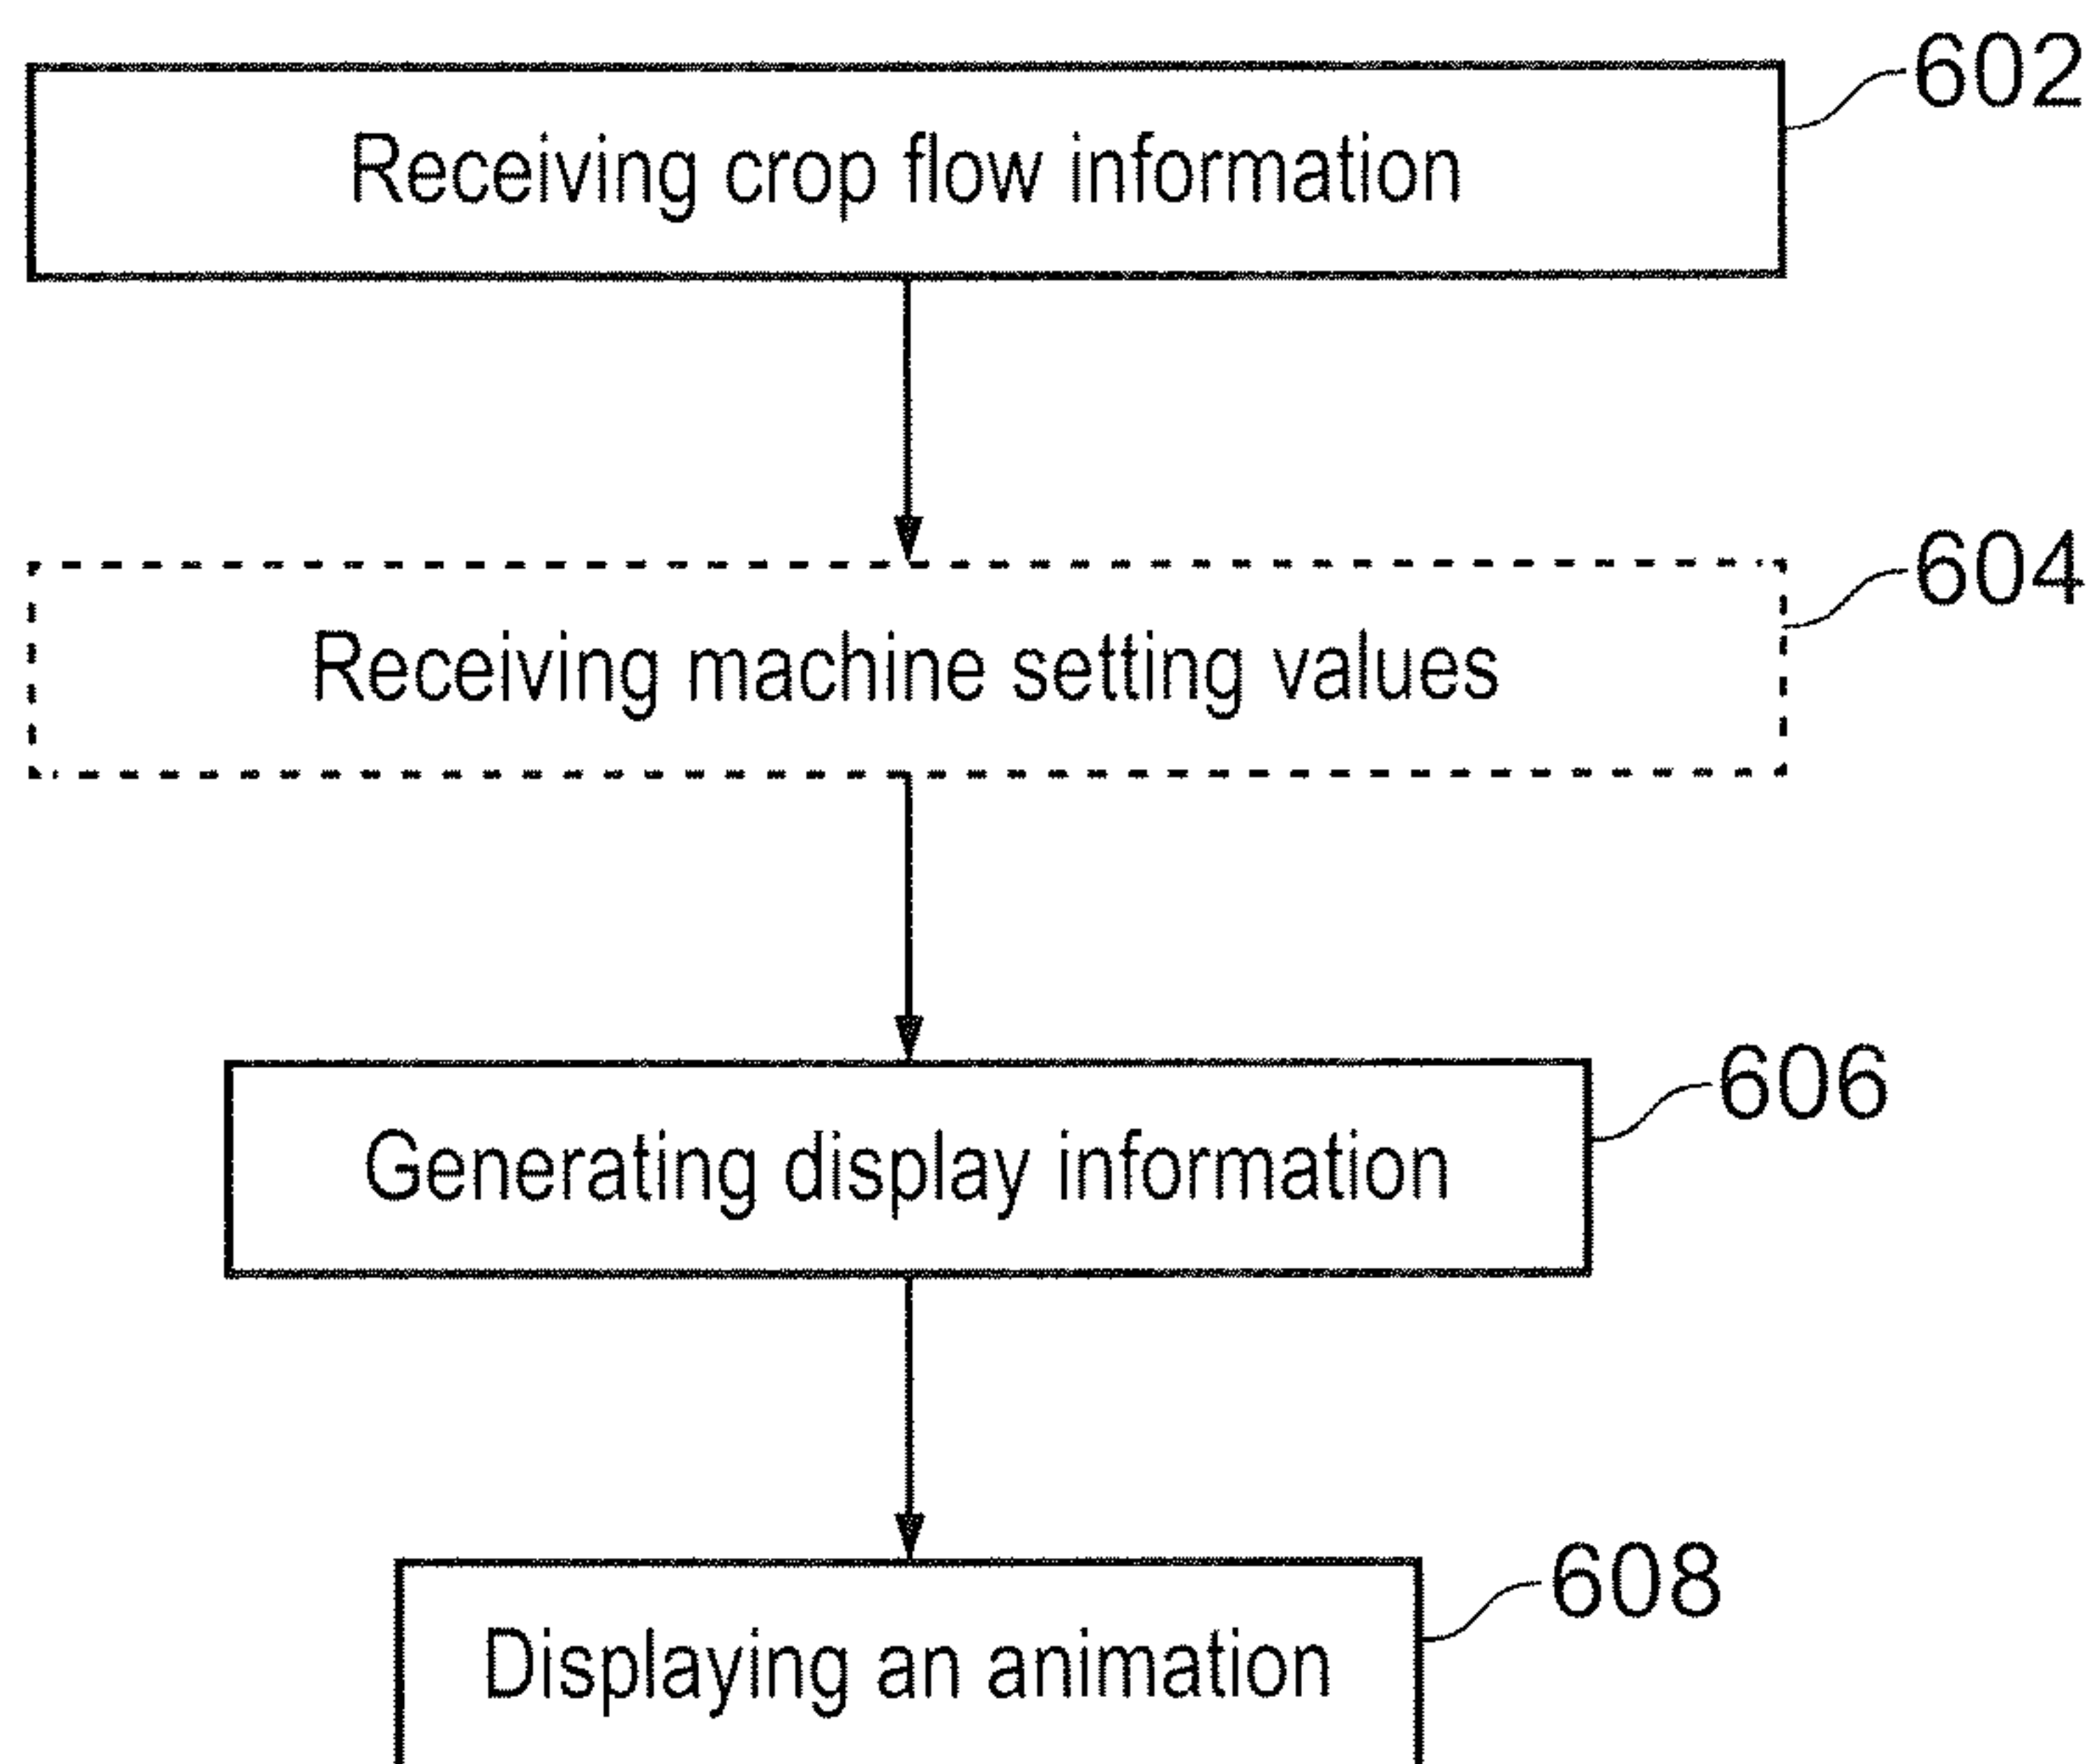 Receiving crop flow information
602
Receiving machine setting values
604
Generating display information
606
Displaying an animation
608